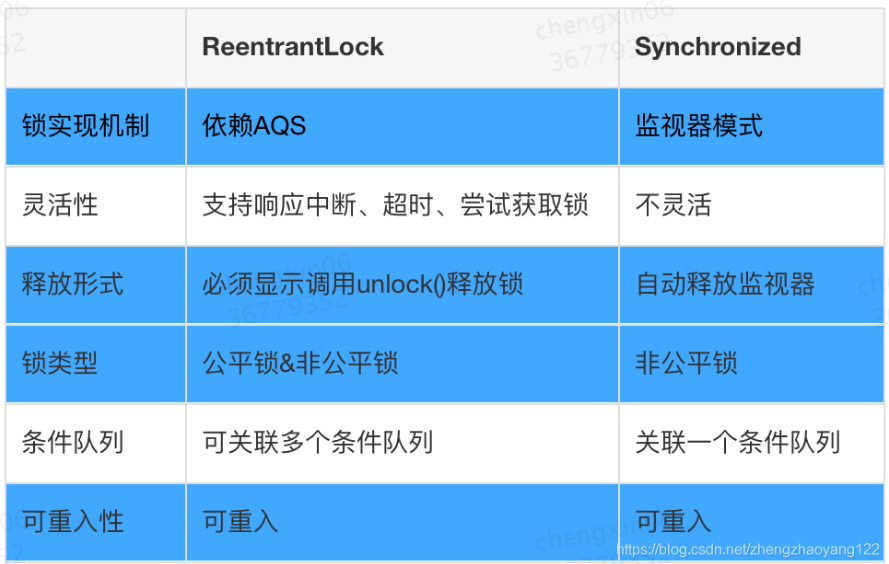 ReentrantLock Synchronized
锁实现机制 依赖AQS 监视器模式
灵活性 支持响应中断、超时、尝试获取锁 不灵活
释放形式 必须显示调用unlock()释放锁 自动释放监视器
锁类型 公平锁&非公平锁 非公平锁
条件队列 可关联多个条件队列 关联一个条件队列
可重入性 可重入 可重入
chengxin06
https://blog.csdn.net/zhengzhaoyang122